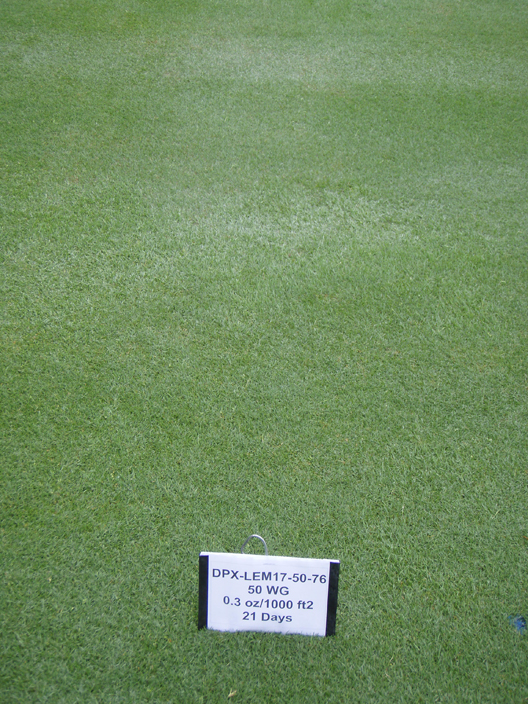 DPX-LEM17-50-76
50 WG
0.3 oz/1000 ft2
21 Days